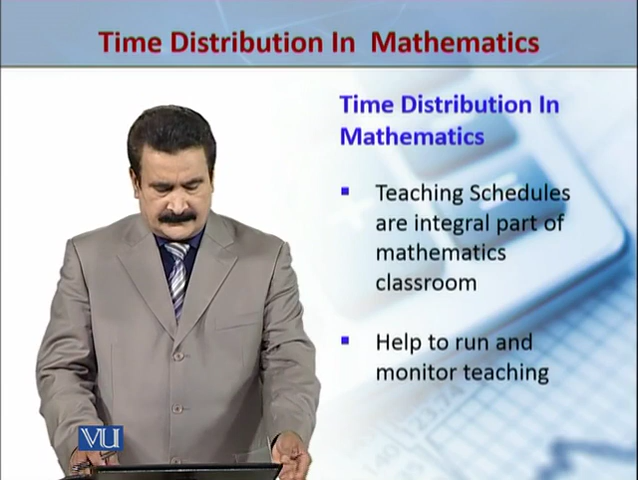 Time Distribution In Mathematics
Time Distribution In
Mathematics
Teaching Schedules
are integral part of
mathematics
classroom
Help to run and
monitor teaching
VU